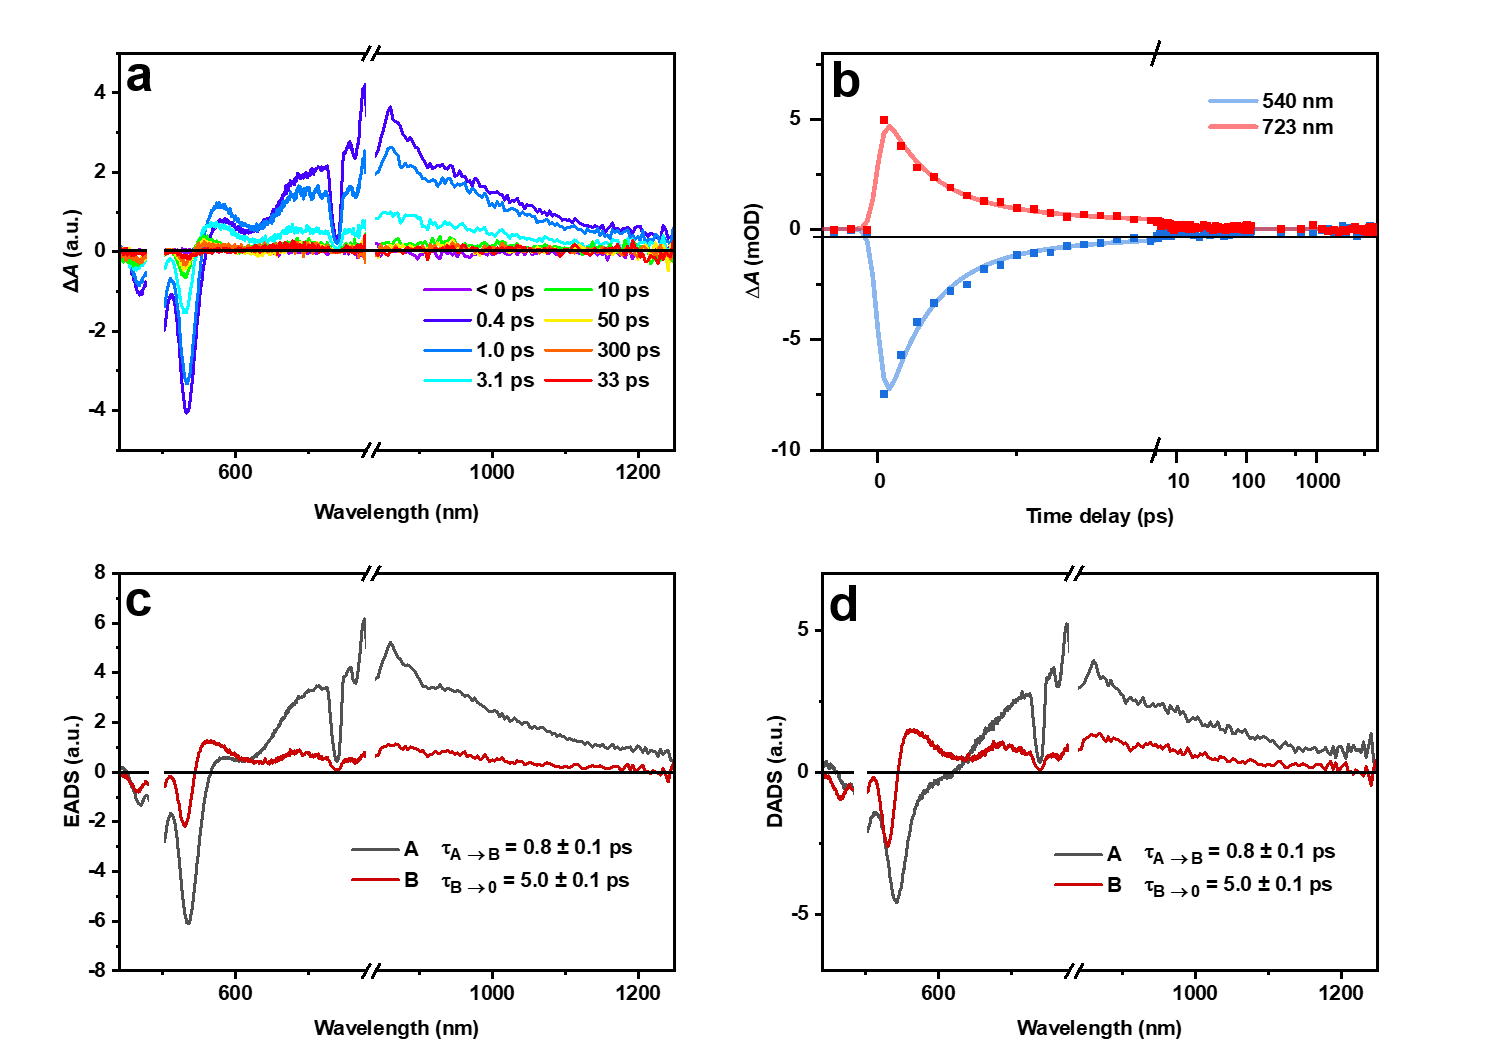 a
4
2
0
-2
-4
ΔA (a.u.)
< 0 ps 10 ps
0.4 ps 50 ps
1.0 ps 300 ps
3.1 ps 33 ps
600 1000 1200
Wavelength (nm)
b
5
0
-5
-10
ΔA (mOD)
540 nm
723 nm
0 10 100 1000
Time delay (ps)
c
8
6
4
2
0
-2
-4
-6
-8
EADS (a.u.)
A τA → B = 0.8 ± 0.1 ps
B τB → 0 = 5.0 ± 0.1 ps
600 1000 1200
Wavelength (nm)
d
5
0
-5
DADS (a.u.)
A τA → B = 0.8 ± 0.1 ps
B τB → 0 = 5.0 ± 0.1 ps
600 1000 1200
Wavelength (nm)